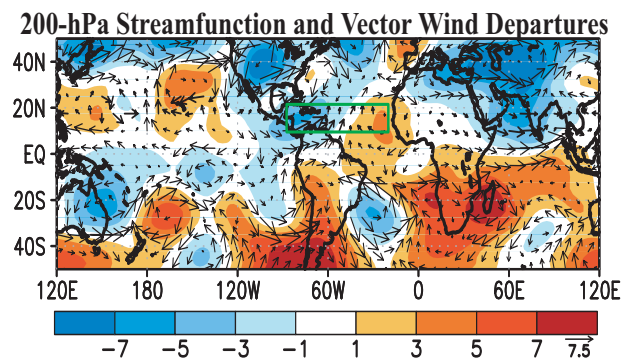 200-hPa Streamfunction and Vector Wind Departures
40N
20N
EQ
20S
40S
120E 180 120W 60W 0 60E 120E
−7 −5 −3 −1 1 3 5 7 7.5